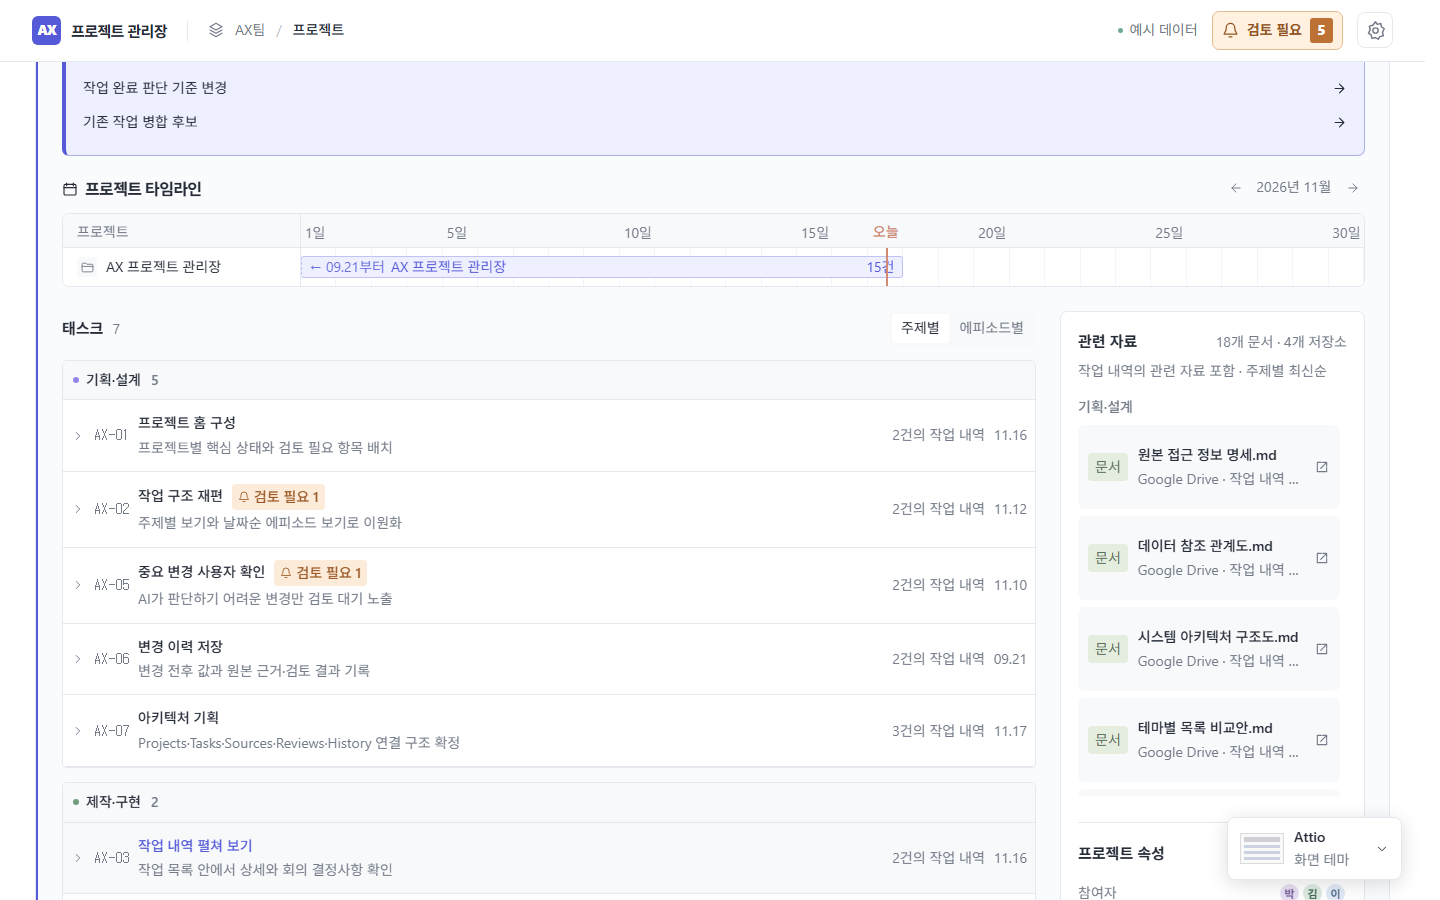 AX 프로젝트 관리장 AX팀 / 프로젝트 예시 데이터 검토 필요 5
작업 완료 판단 기준 변경 →
기존 작업 병합 후보 →
프로젝트 타임라인 ← 2026년 11월 →
프로젝트 1일 5일 10일 15일 오늘 20일 25일 30일
AX 프로젝트 관리장 ← 09.21부터 AX 프로젝트 관리장 15건
태스크 7 주제별 에피소드별
기획·설계 5
AX-01 프로젝트 홈 구성
프로젝트별 핵심 상태와 검토 필요 항목 배치
2건의 작업 내역 11.16
AX-02 작업 구조 재편 검토 필요 1
주제별 보기와 날짜순 에피소드 보기로 이원화
2건의 작업 내역 11.12
AX-05 중요 변경 사용자 확인 검토 필요 1
AI가 판단하기 어려운 변경만 검토 대기 노출
2건의 작업 내역 11.10
AX-06 변경 이력 저장
변경 전후 값과 원본 근거·검토 결과 기록
2건의 작업 내역 09.21
AX-07 아키텍처 기획
Projects·Tasks·Sources·Reviews·History 연결 구조 확정
3건의 작업 내역 11.17
제작·구현 2
AX-03 작업 내역 펼쳐 보기
작업 목록 안에서 상세와 회의 결정사항 확인
2건의 작업 내역 11.16
관련 자료 18개 문서 · 4개 저장소
작업 내역의 관련 자료 포함 · 주제별 최신순
기획·설계
문서 원본 접근 정보 명세.md
Google Drive · 작업 내역 ...
문서 데이터 참조 관계도.md
Google Drive · 작업 내역 ...
문서 시스템 아키텍처 구조도.md
Google Drive · 작업 내역 ...
문서 테마별 목록 비교안.md
Google Drive · 작업 내역 ...
프로젝트 속성
참여자 박 김 이
Attio
화면 테마